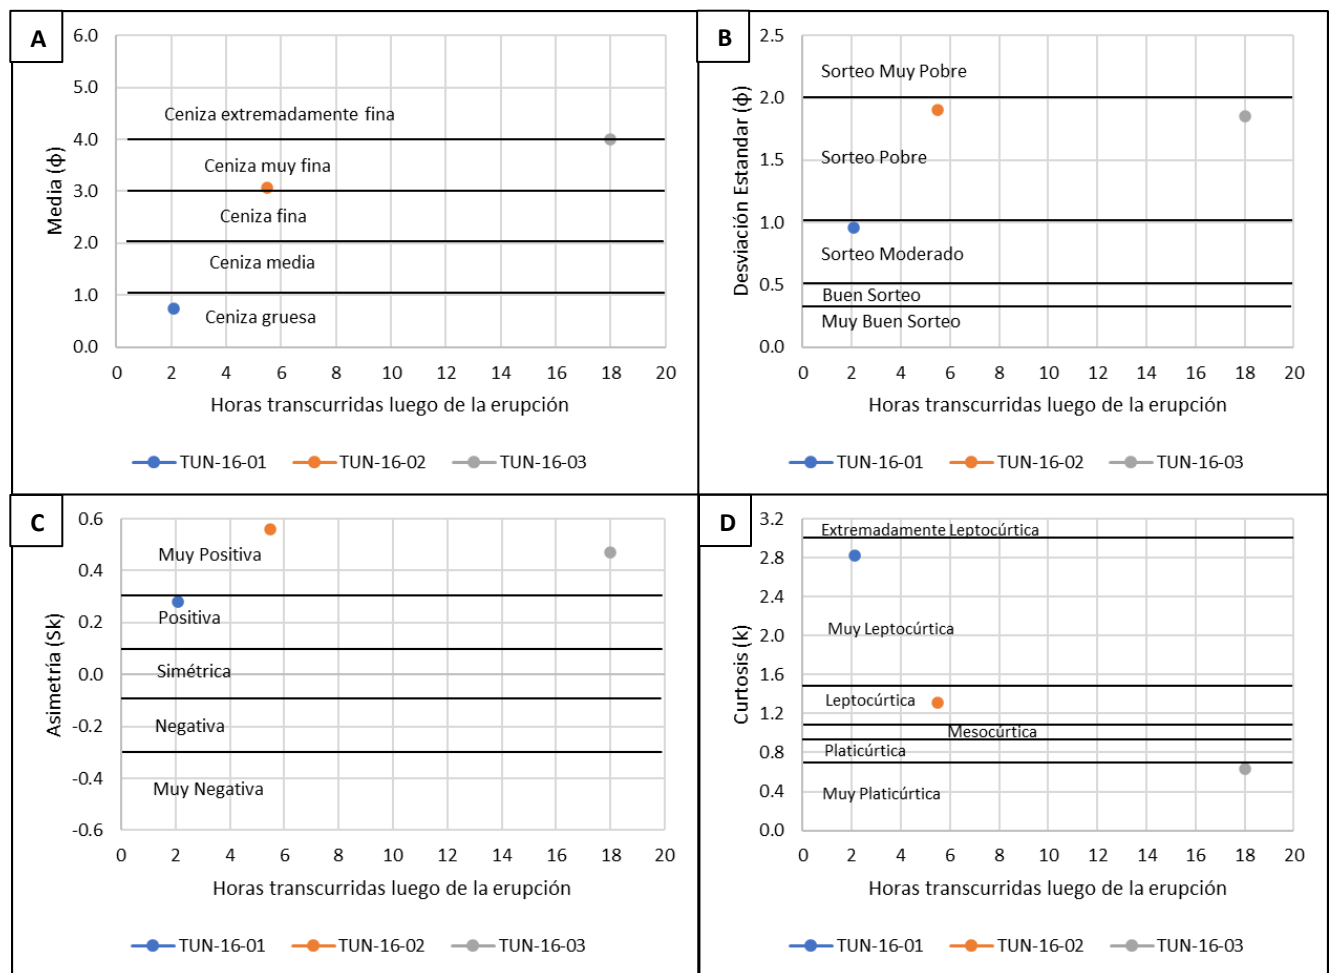 A
6.0
5.0
4.0
3.0
2.0
1.0
0.0
Media (ϕ)
Ceniza extremadamente fina
Ceniza muy fina
Ceniza fina
Ceniza media
Ceniza gruesa
0 2 4 6 8 10 12 14 16 18 20
Horas transcurridas luego de la erupción
TUN-16-01 TUN-16-02 TUN-16-03
B
2.5
2.0
1.5
1.0
0.5
0.0
Desviación Estandar (ϕ)
Sorteo Muy Pobre
Sorteo Pobre
Sorteo Moderado
Buen Sorteo
Muy Buen Sorteo
0 2 4 6 8 10 12 14 16 18 20
Horas transcurridas luego de la erupción
TUN-16-01 TUN-16-02 TUN-16-03
C
0.6
0.4
0.2
0.0
-0.2
-0.4
-0.6
Asimetría (Sk)
Muy Positiva
Positiva
Simétrica
Negativa
Muy Negativa
0 2 4 6 8 10 12 14 16 18 20
Horas transcurridas luego de la erupción
TUN-16-01 TUN-16-02 TUN-16-03
D
3.2
2.8
2.4
2.0
1.6
1.2
0.8
0.4
0.0
Curtosis (k)
Extremadamente Leptocúrtica
Muy Leptocúrtica
Leptocúrtica
Mesocúrtica
Platicúrtica
Muy Platicúrtica
0 2 4 6 8 10 12 14 16 18 20
Horas transcurridas luego de la erupción
TUN-16-01 TUN-16-02 TUN-16-03